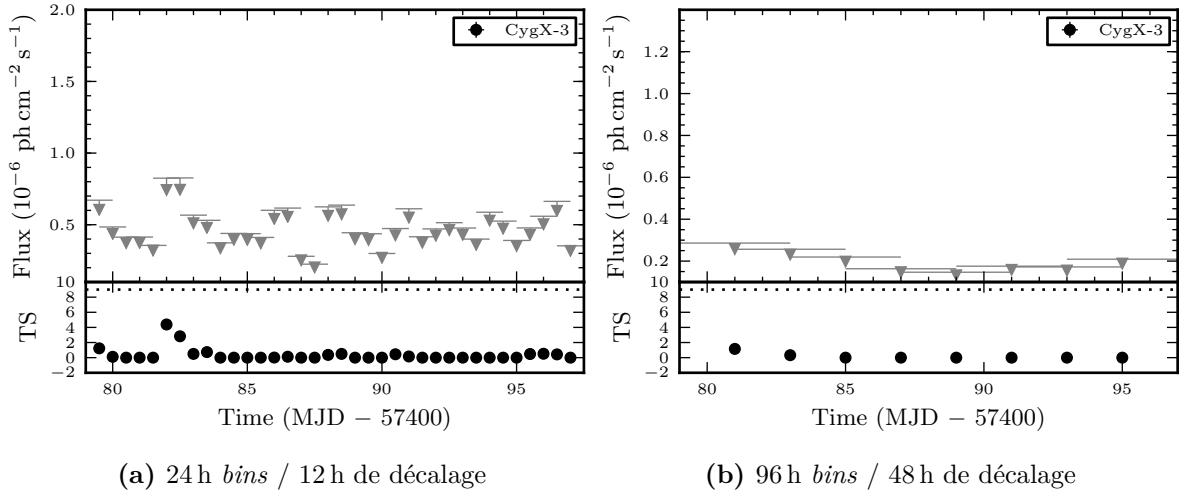 2.0
1.5
1.0
0.5
10
8
6
4
2
0
−2
Flux (10⁻⁶ ph cm⁻² s⁻¹)
TS
CygX-3
80 85 90 95
Time (MJD − 57400)
(a) 24 h bins / 12 h de décalage
1.2
1.0
0.8
0.6
0.4
0.2
10
8
6
4
2
0
−2
Flux (10⁻⁶ ph cm⁻² s⁻¹)
TS
CygX-3
80 85 90 95
Time (MJD − 57400)
(b) 96 h bins / 48 h de décalage